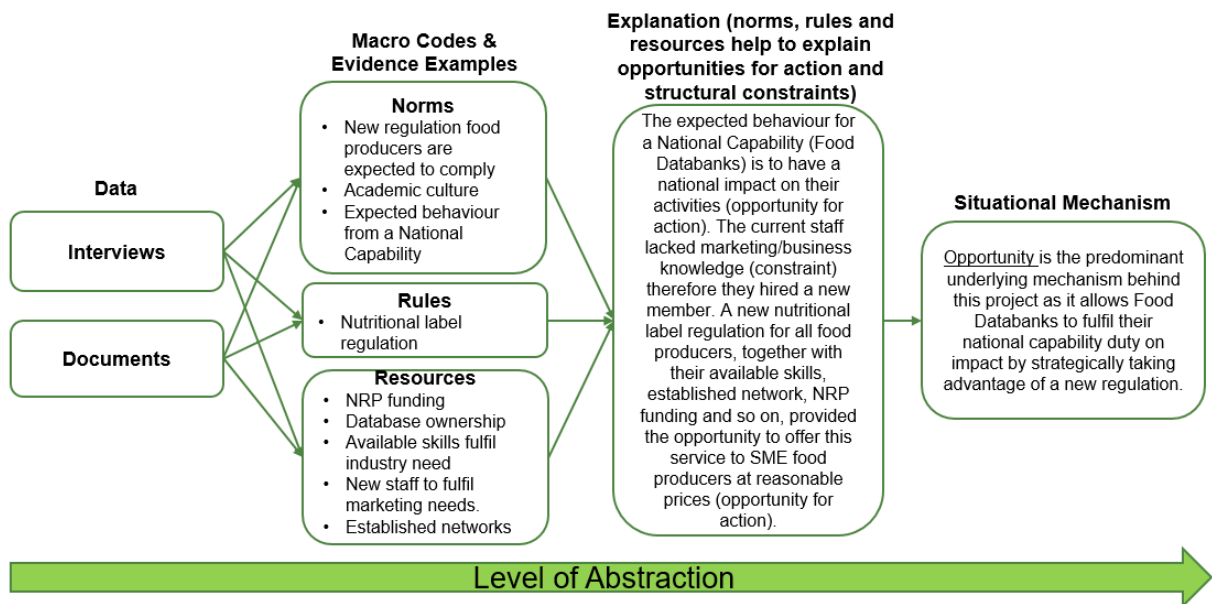 Data
Interviews
Documents
Macro Codes &
Evidence Examples
Norms
• New regulation food
producers are
expected to comply
• Academic culture
• Expected behaviour
from a National
Capability
Rules
• Nutritional label
regulation
Resources
• NRP funding
• Database ownership
• Available skills fulfil
industry need
• New staff to fulfil
marketing needs.
• Established networks
Explanation (norms, rules and
resources help to explain
opportunities for action and
structural constraints)
The expected behaviour for
a National Capability (Food
Databanks) is to have a
national impact on their
activities (opportunity for
action). The current staff
lacked marketing/business
knowledge (constraint)
therefore they hired a new
member. A new nutritional
label regulation for all food
producers, together with
their available skills,
established network, NRP
funding and so on, provided
the opportunity to offer this
service to SME food
producers at reasonable
prices (opportunity for
action).
Situational Mechanism
Opportunity is the predominant
underlying mechanism behind
this project as it allows Food
Databanks to fulfil their
national capability duty on
impact by strategically taking
advantage of a new regulation.
Level of Abstraction